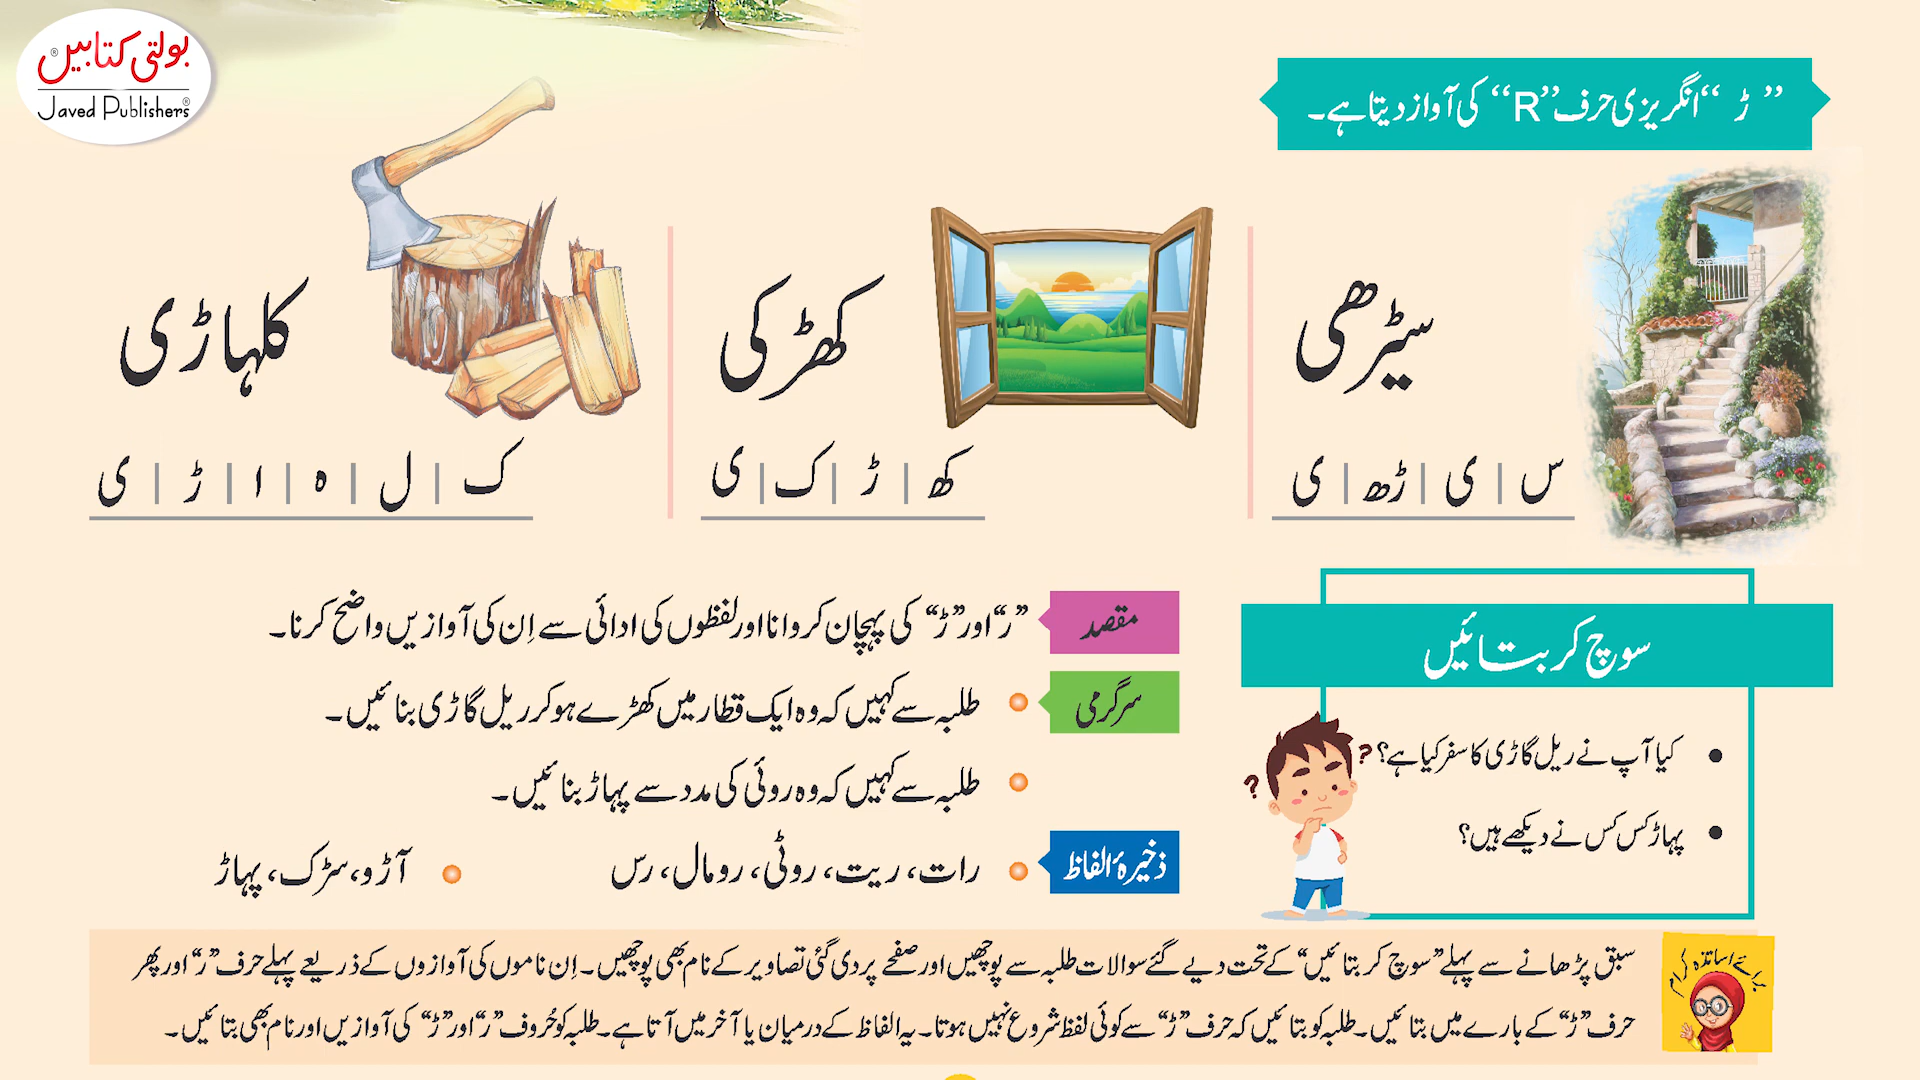 بولتی کتابیں®
Javed Publishers®
”ڑ“ انگریزی حرف ”R“ کی آواز دیتا ہے۔
سیڑھی
س | ی | ڑھ | ی
کھڑکی
کھ | ڑ | ک | ی
کلہاڑی
ک | ل | ہ | ا | ڑ | ی
سوچ کر بتائیں
کیا آپ نے ریل گاڑی کا سفر کیا ہے؟
پہاڑ کس کس نے دیکھے ہیں؟
? ?
مقصد
”ر“ اور ”ڑ“ کی پہچان کروانا اور لفظوں کی ادائی سے اِن کی آوازیں واضح کرنا۔
سرگرمی
طلبہ سے کہیں کہ وہ ایک قطار میں کھڑے ہو کر ریل گاڑی بنائیں۔
طلبہ سے کہیں کہ وہ روئی کی مدد سے پہاڑ بنائیں۔
ذخیرۂ الفاظ
رات، ریت، روٹی، رومال، رس
آڑو، سڑک، پہاڑ
برائے اساتذہ کرام
سبق پڑھانے سے پہلے ”سوچ کر بتائیں“ کے تحت دیے گئے سوالات طلبہ سے پوچھیں اور صفحے پر دی گئی تصاویر کے نام بھی پوچھیں۔ اِن ناموں کی آوازوں کے ذریعے پہلے حرف ”ر“ اور پھر
حرف ”ڑ“ کے بارے میں بتائیں۔ طلبہ کو بتائیں کہ حرف ”ڑ“ سے کوئی لفظ شروع نہیں ہوتا۔ یہ الفاظ کے درمیان یا آخر میں آتا ہے۔ طلبہ کو حُروف ”ر“ اور ”ڑ“ کی آوازیں اور نام بھی بتائیں۔